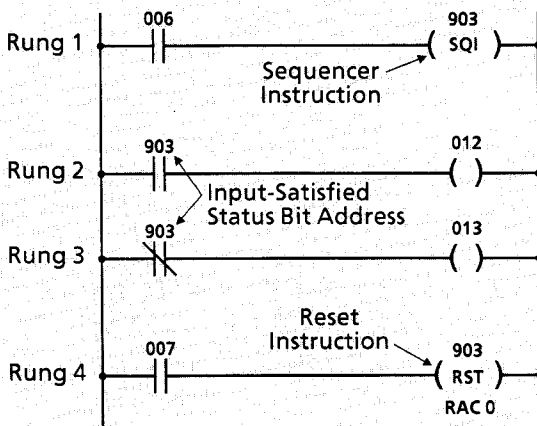 006
903
Rung 1
SQI
Sequencer
Instruction
903
012
Rung 2
Input-Satisfied
Status Bit Address
903
013
Rung 3
Reset
Instruction
007
903
Rung 4
RST
RAC 0